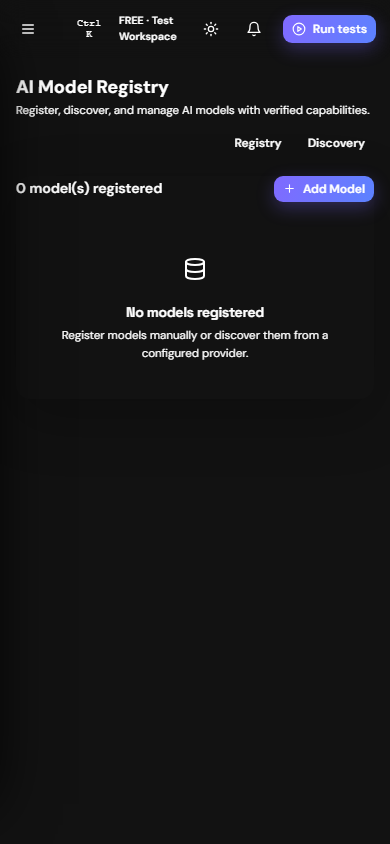 Ctrl
K
FREE · Test
Workspace
Run tests
AI Model Registry
Register, discover, and manage AI models with verified capabilities.
Registry
Discovery
0 model(s) registered
Add Model
No models registered
Register models manually or discover them from a
configured provider.